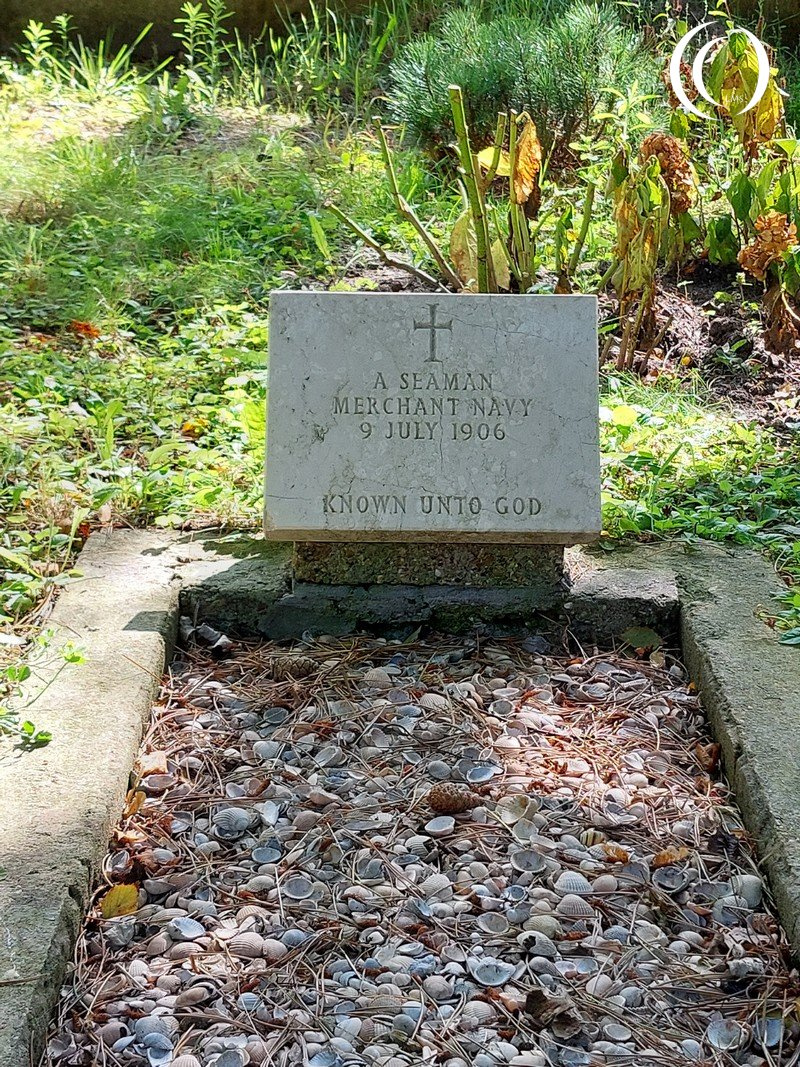 A SEAMAN
MERCHANT NAVY
9 JULY 1906
KNOWN UNTO GOD